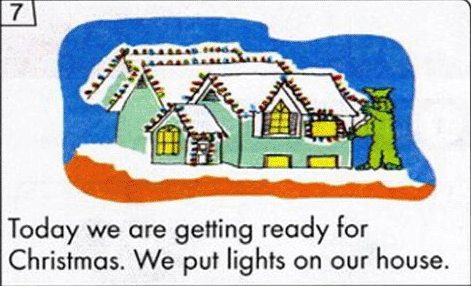 7
Today we are getting ready for
Christmas. We put lights on our house.